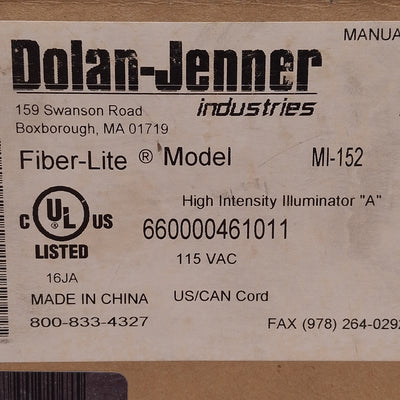 MANUA
Dolan-Jenner
industries
159 Swanson Road
Boxborough, MA 01719
Fiber-Lite ® Model MI-152
High Intensity Illuminator "A"
C UL US
LISTED
660000461011
115 VAC
16JA
MADE IN CHINA US/CAN Cord
800-833-4327 FAX (978) 264-0292